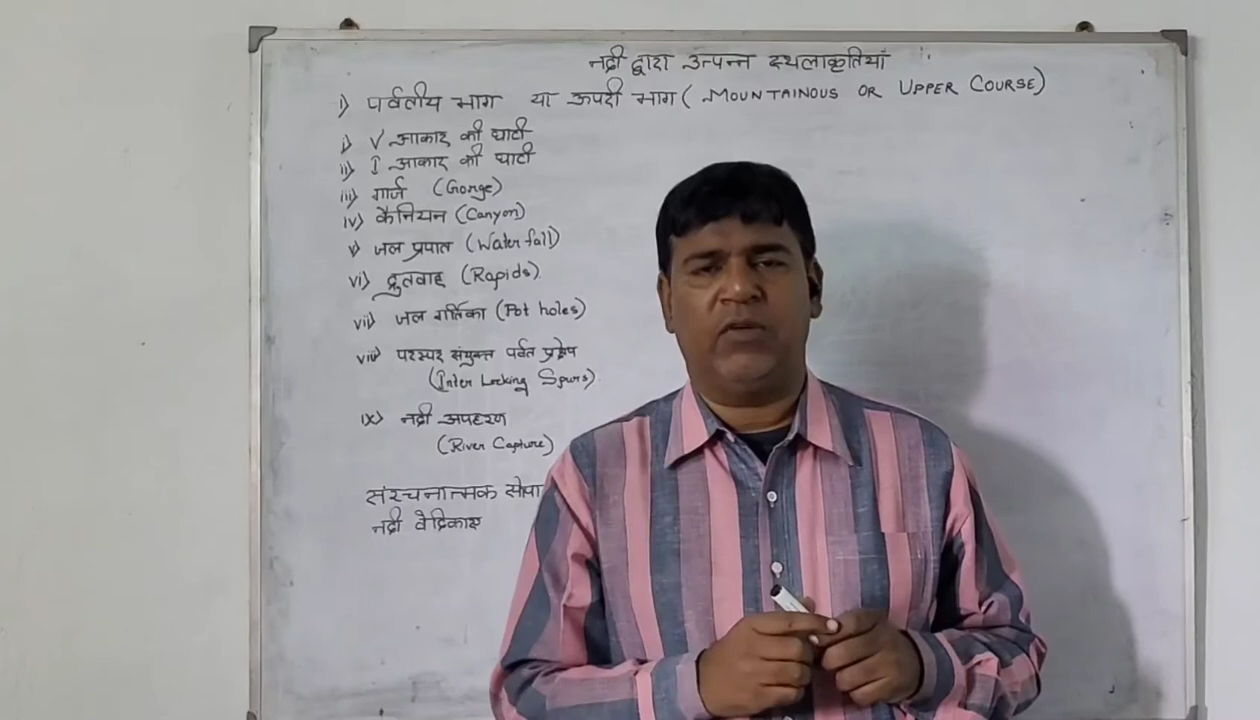 नदी द्वारा उत्पन्न स्थलाकृतियां
i) पर्वतीय भाग या ऊपरी भाग ( MOUNTAINOUS OR UPPER COURSE)
i) V आकार की घाटी
ii) I आकार की घाटी
iii) गार्ज (Gorge)
iv) कैनियन (Canyon)
v) जल प्रपात (Water fall)
vi) द्रुतवाह (Rapids)
vii) जल गर्तिका (Pot holes)
viii) परस्पर संयुक्त पर्वत प्रक्षेप
(Inter Locking Spurs)
ix) नदी अपहरण
(River Capture)
संरचनात्मक सोपा
नदी वेदिकाए